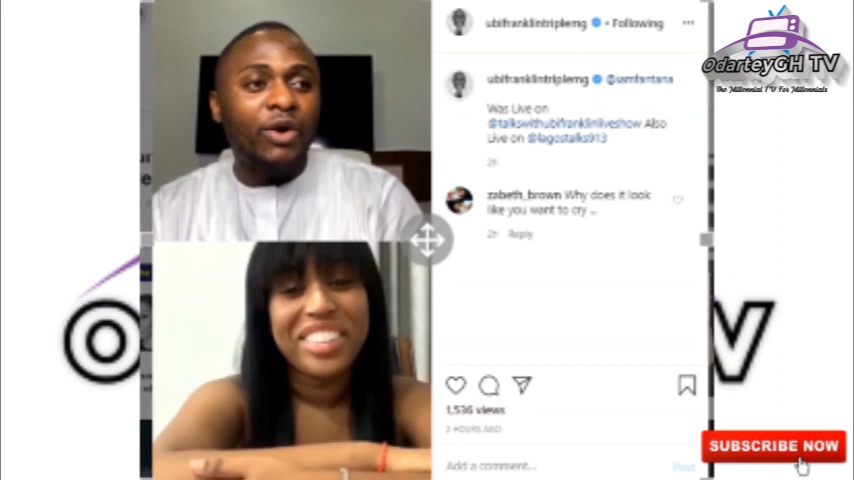 ubifranklintriplemg • Following
ubifranklintriplemg @iamfantana
Was Live on
@talkswithubifranklinliveshow Also
Live on @lagostalks913
2h
zabeth_brown Why does it look
like you want to cry ...
2h Reply
1,536 views
2 HOURS AGO
Add a comment...
Post
OdarteyGH TV
The Millennial TV For Millennials
O
V
SUBSCRIBE NOW